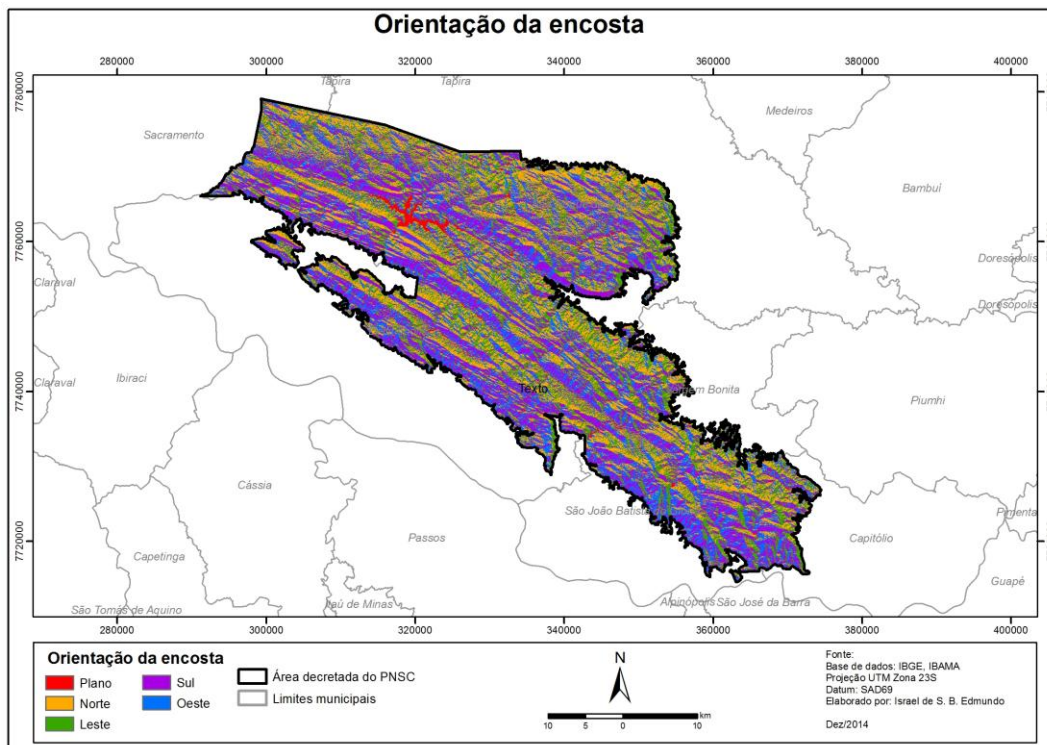 Orientação da encosta
280000 300000 320000 340000 360000 380000 400000
Tapira Tapira
7780000
Medeiros
Sacramento
Bambuí
7760000
Claraval
Doresópolis
Doresópolis
Claraval
Ibiraci
7740000
Texto
Bonita
Piumhi
Cássia
São João Batista
Passos
Capitólio
Pimenta
7720000
Capetinga
Guapé
São Tomás de Aquino
Itaú de Minas
Alpinópolis São José da Barra
280000 300000 320000 340000 360000 380000 400000
Orientação da encosta
Plano
Norte
Leste
Sul
Oeste
Área decretada do PNSC
Limites municipais
N
10 5 0 10 km
Fonte:
Base de dados: IBGE, IBAMA
Projeção UTM Zona 23S
Datum: SAD69
Elaborado por: Israel de S. B. Edmundo
Dez/2014